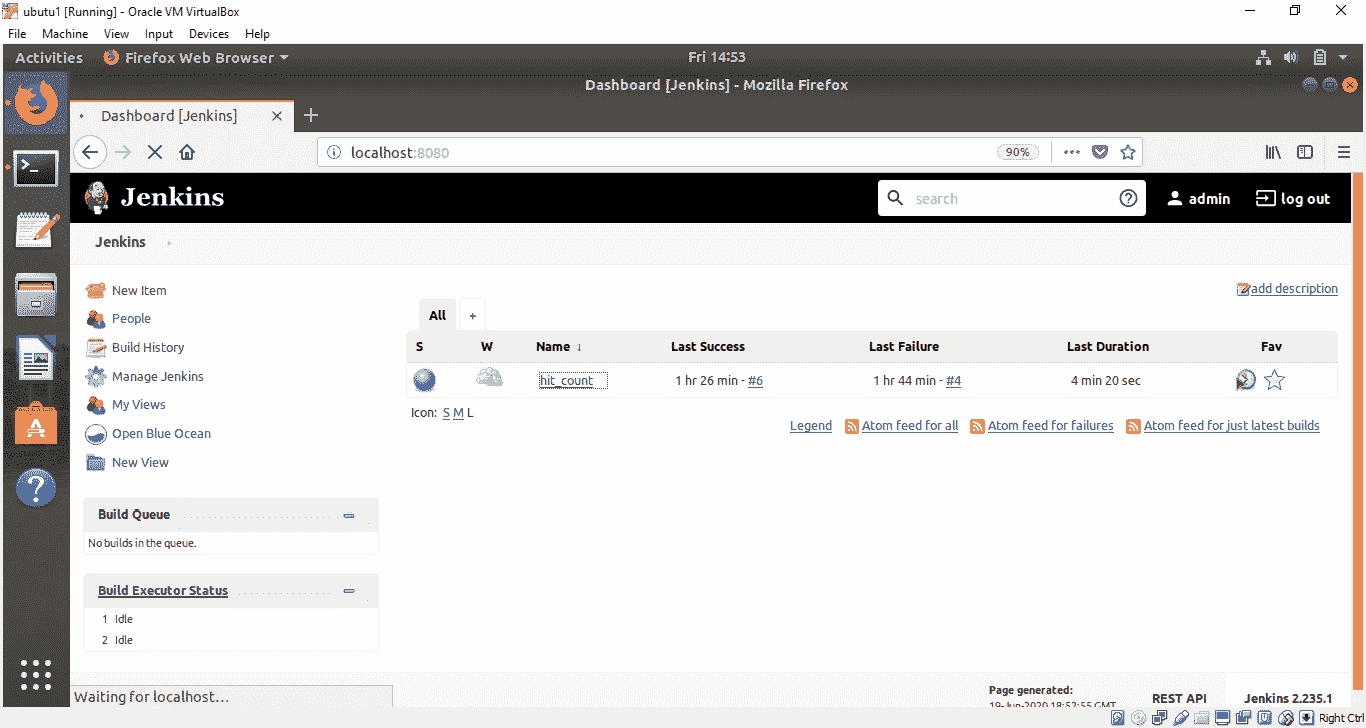 ubutu1 [Running] - Oracle VM VirtualBox
File Machine View Input Devices Help
Activities Firefox Web Browser Fri 14:53
Dashboard [Jenkins] - Mozilla Firefox
Dashboard [Jenkins]
localhost:8080 90%
Jenkins search admin log out
Jenkins
add description
New Item
People
Build History
Manage Jenkins
My Views
Open Blue Ocean
New View
All +
S W Name ↓ Last Success Last Failure Last Duration Fav
hit_count 1 hr 26 min - #6 1 hr 44 min - #4 4 min 20 sec
Icon: S M L
Legend Atom feed for all Atom feed for failures Atom feed for just latest builds
Build Queue
No builds in the queue.
Build Executor Status
1 Idle
2 Idle
Waiting for localhost…
Page generated:
19-Jun-2020 18:52:55 GMT
REST API Jenkins 2.235.1
Right Ctrl